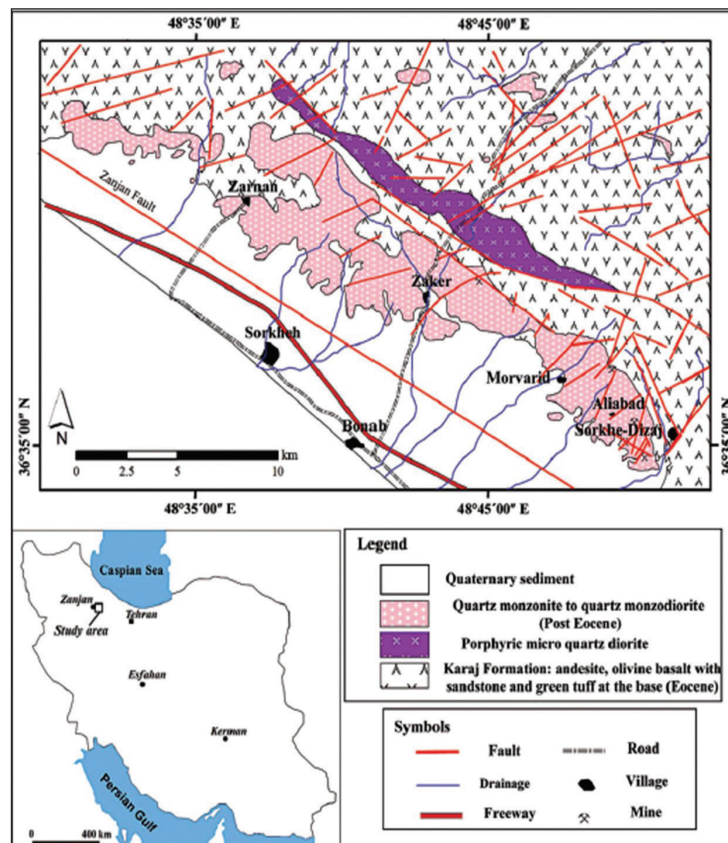 48°35´00˝ E
48°45´00˝ E
Zanjan Fault
Zarnan
Zaker
Sorkheh
Morvarid
Aliabad
Sorkhe-Dizaj
Bonab
N
km
0 2.5 5 10
36°35´00˝ N
36°35´00˝ N
48°35´00˝ E
48°45´00˝ E
Caspian Sea
Zanjan
Study area
Tehran
Esfahan
Kerman
Persian Gulf
0 400 km
Legend
Quaternary sediment
Quartz monzonite to quartz monzodiorite
(Post Eocene)
Porphyric micro quartz diorite
Karaj Formation: andesite, olivine basalt with
sandstone and green tuff at the base (Eocene)
Symbols
Fault
Road
Drainage
Village
Freeway
Mine